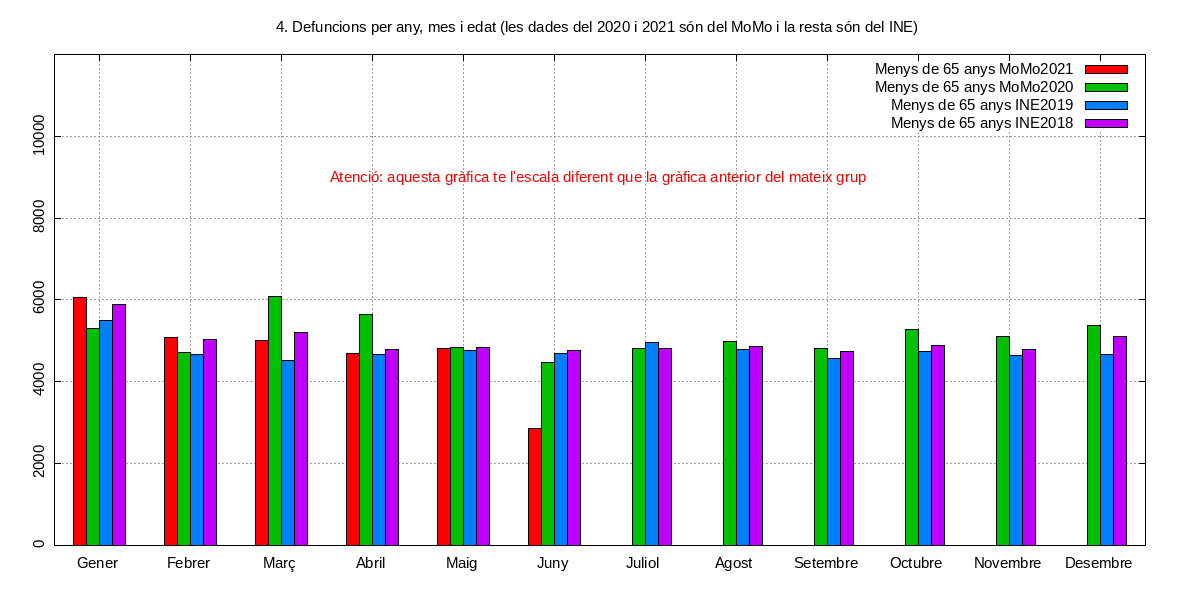 4. Defuncions per any, mes i edat (les dades del 2020 i 2021 són del MoMo i la resta són del INE)
Menys de 65 anys MoMo2021
Menys de 65 anys MoMo2020
Menys de 65 anys INE2019
Menys de 65 anys INE2018
Atenció: aquesta gràfica te l'escala diferent que la gràfica anterior del mateix grup
10000
8000
6000
4000
2000
0
Gener Febrer Març Abril Maig Juny Juliol Agost Setembre Octubre Novembre Desembre